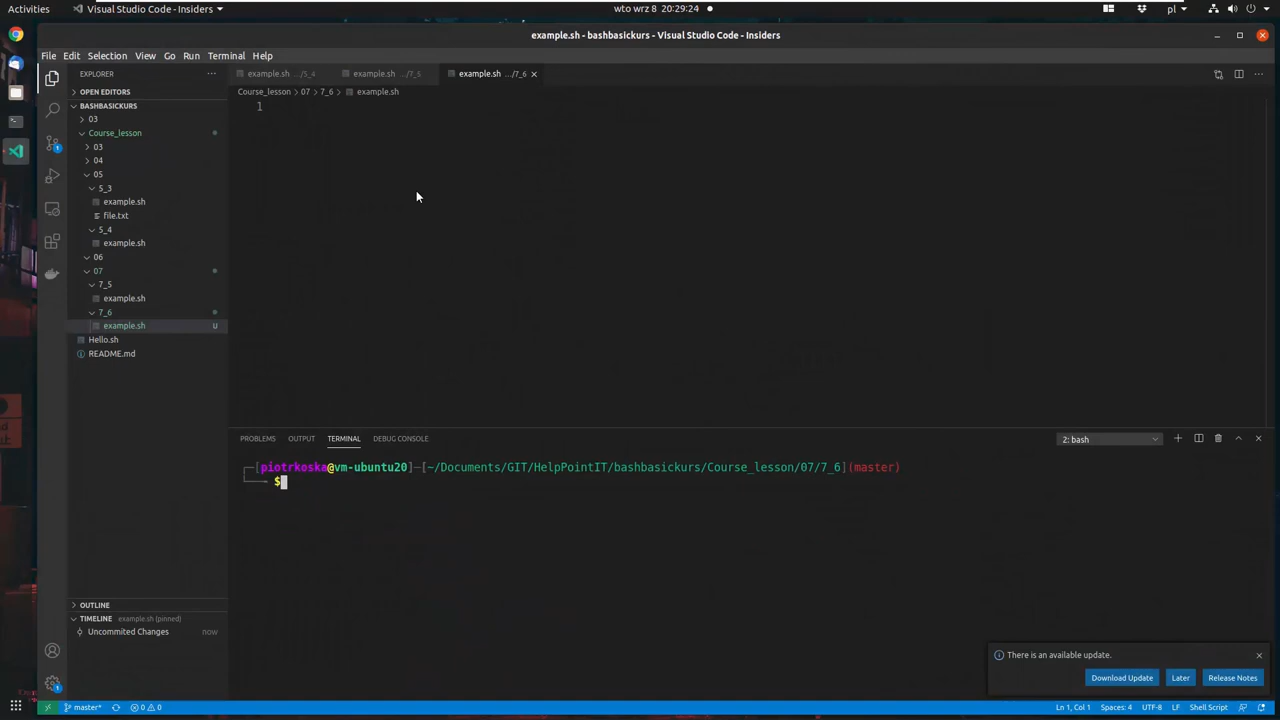 Activities
Visual Studio Code - Insiders
wto wrz 8 20:29:24
pl
example.sh - bashbasickurs - Visual Studio Code - Insiders
File Edit Selection View Go Run Terminal Help
EXPLORER
example.sh .../5_4
example.sh .../7_5
example.sh .../7_6
OPEN EDITORS
Course_lesson > 07 > 7_6 > example.sh
BASHBASICKURS
1
03
Course_lesson
03
04
05
5_3
example.sh
file.txt
5_4
example.sh
06
07
7_5
example.sh
7_6
example.sh U
Hello.sh
README.md
PROBLEMS OUTPUT TERMINAL DEBUG CONSOLE
2: bash
[piotrkoska@vm-ubuntu20]-[~/Documents/GIT/HelpPointIT/bashbasickurs/Course_lesson/07/7_6](master)
$
OUTLINE
TIMELINE example.sh (pinned)
Uncommited Changes now
There is an available update.
Download Update
Later
Release Notes
1
1
master*
0 0
Ln 1, Col 1
Spaces: 4
UTF-8
LF
Shell Script